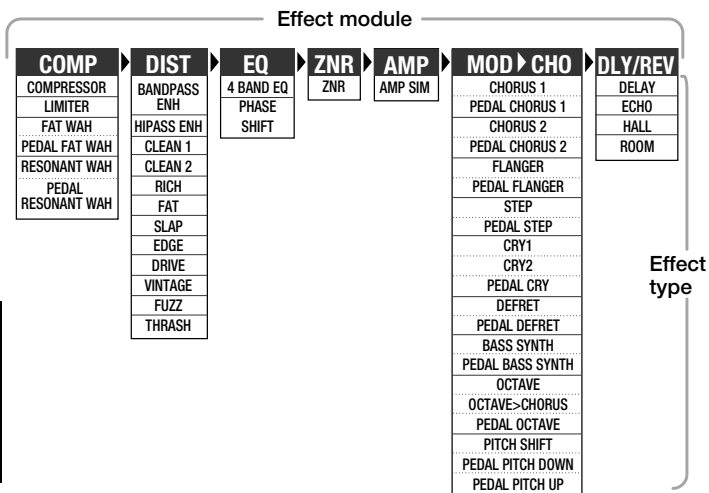 Effect module
COMP
COMPRESSOR
LIMITER
FAT WAH
PEDAL FAT WAH
RESONANT WAH
PEDAL
RESONANT WAH
DIST
BANDPASS
ENH
HIPASS ENH
CLEAN 1
CLEAN 2
RICH
FAT
SLAP
EDGE
DRIVE
VINTAGE
FUZZ
THRASH
EQ
4 BAND EQ
PHASE
SHIFT
ZNR
ZNR
AMP
AMP SIM
MOD CHO
CHORUS 1
PEDAL CHORUS 1
CHORUS 2
PEDAL CHORUS 2
FLANGER
PEDAL FLANGER
STEP
PEDAL STEP
CRY1
CRY2
PEDAL CRY
DEFRET
PEDAL DEFRET
BASS SYNTH
PEDAL BASS SYNTH
OCTAVE
OCTAVE>CHORUS
PEDAL OCTAVE
PITCH SHIFT
PEDAL PITCH DOWN
PEDAL PITCH UP
DLY/REV
DELAY
ECHO
HALL
ROOM
Effect
type